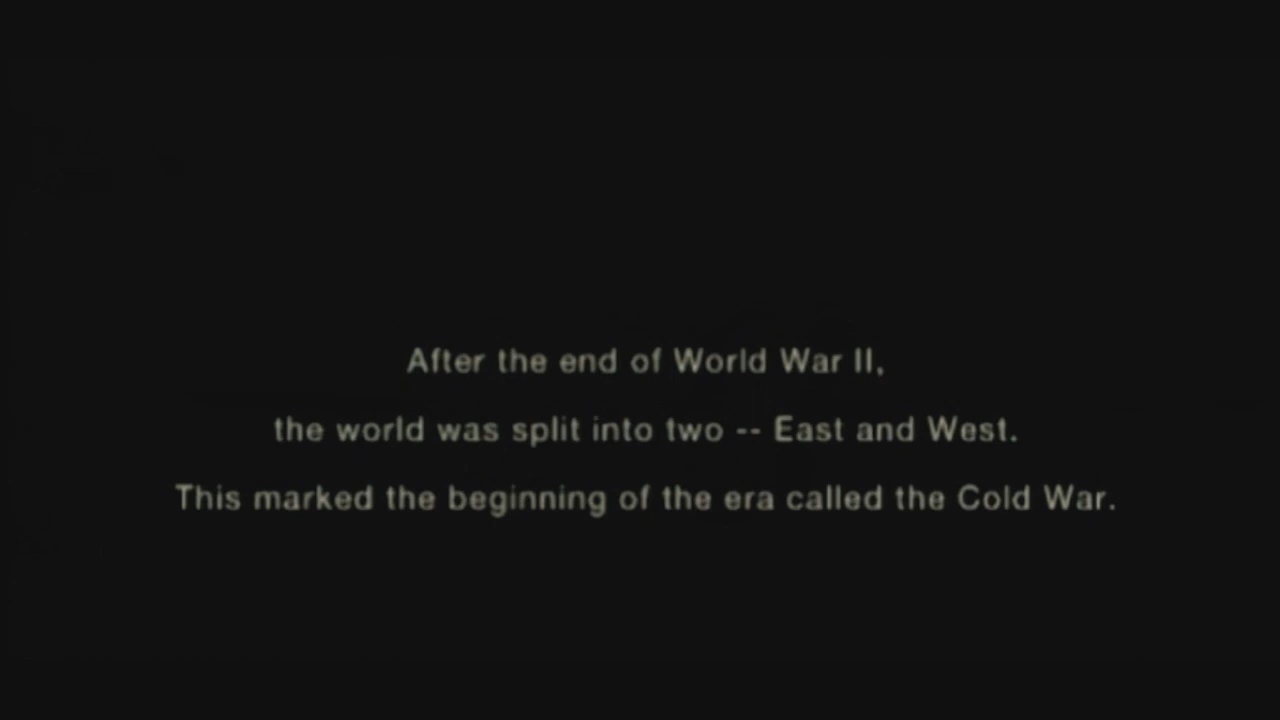 After the end of World War II,
the world was split into two -- East and West.
This marked the beginning of the era called the Cold War.